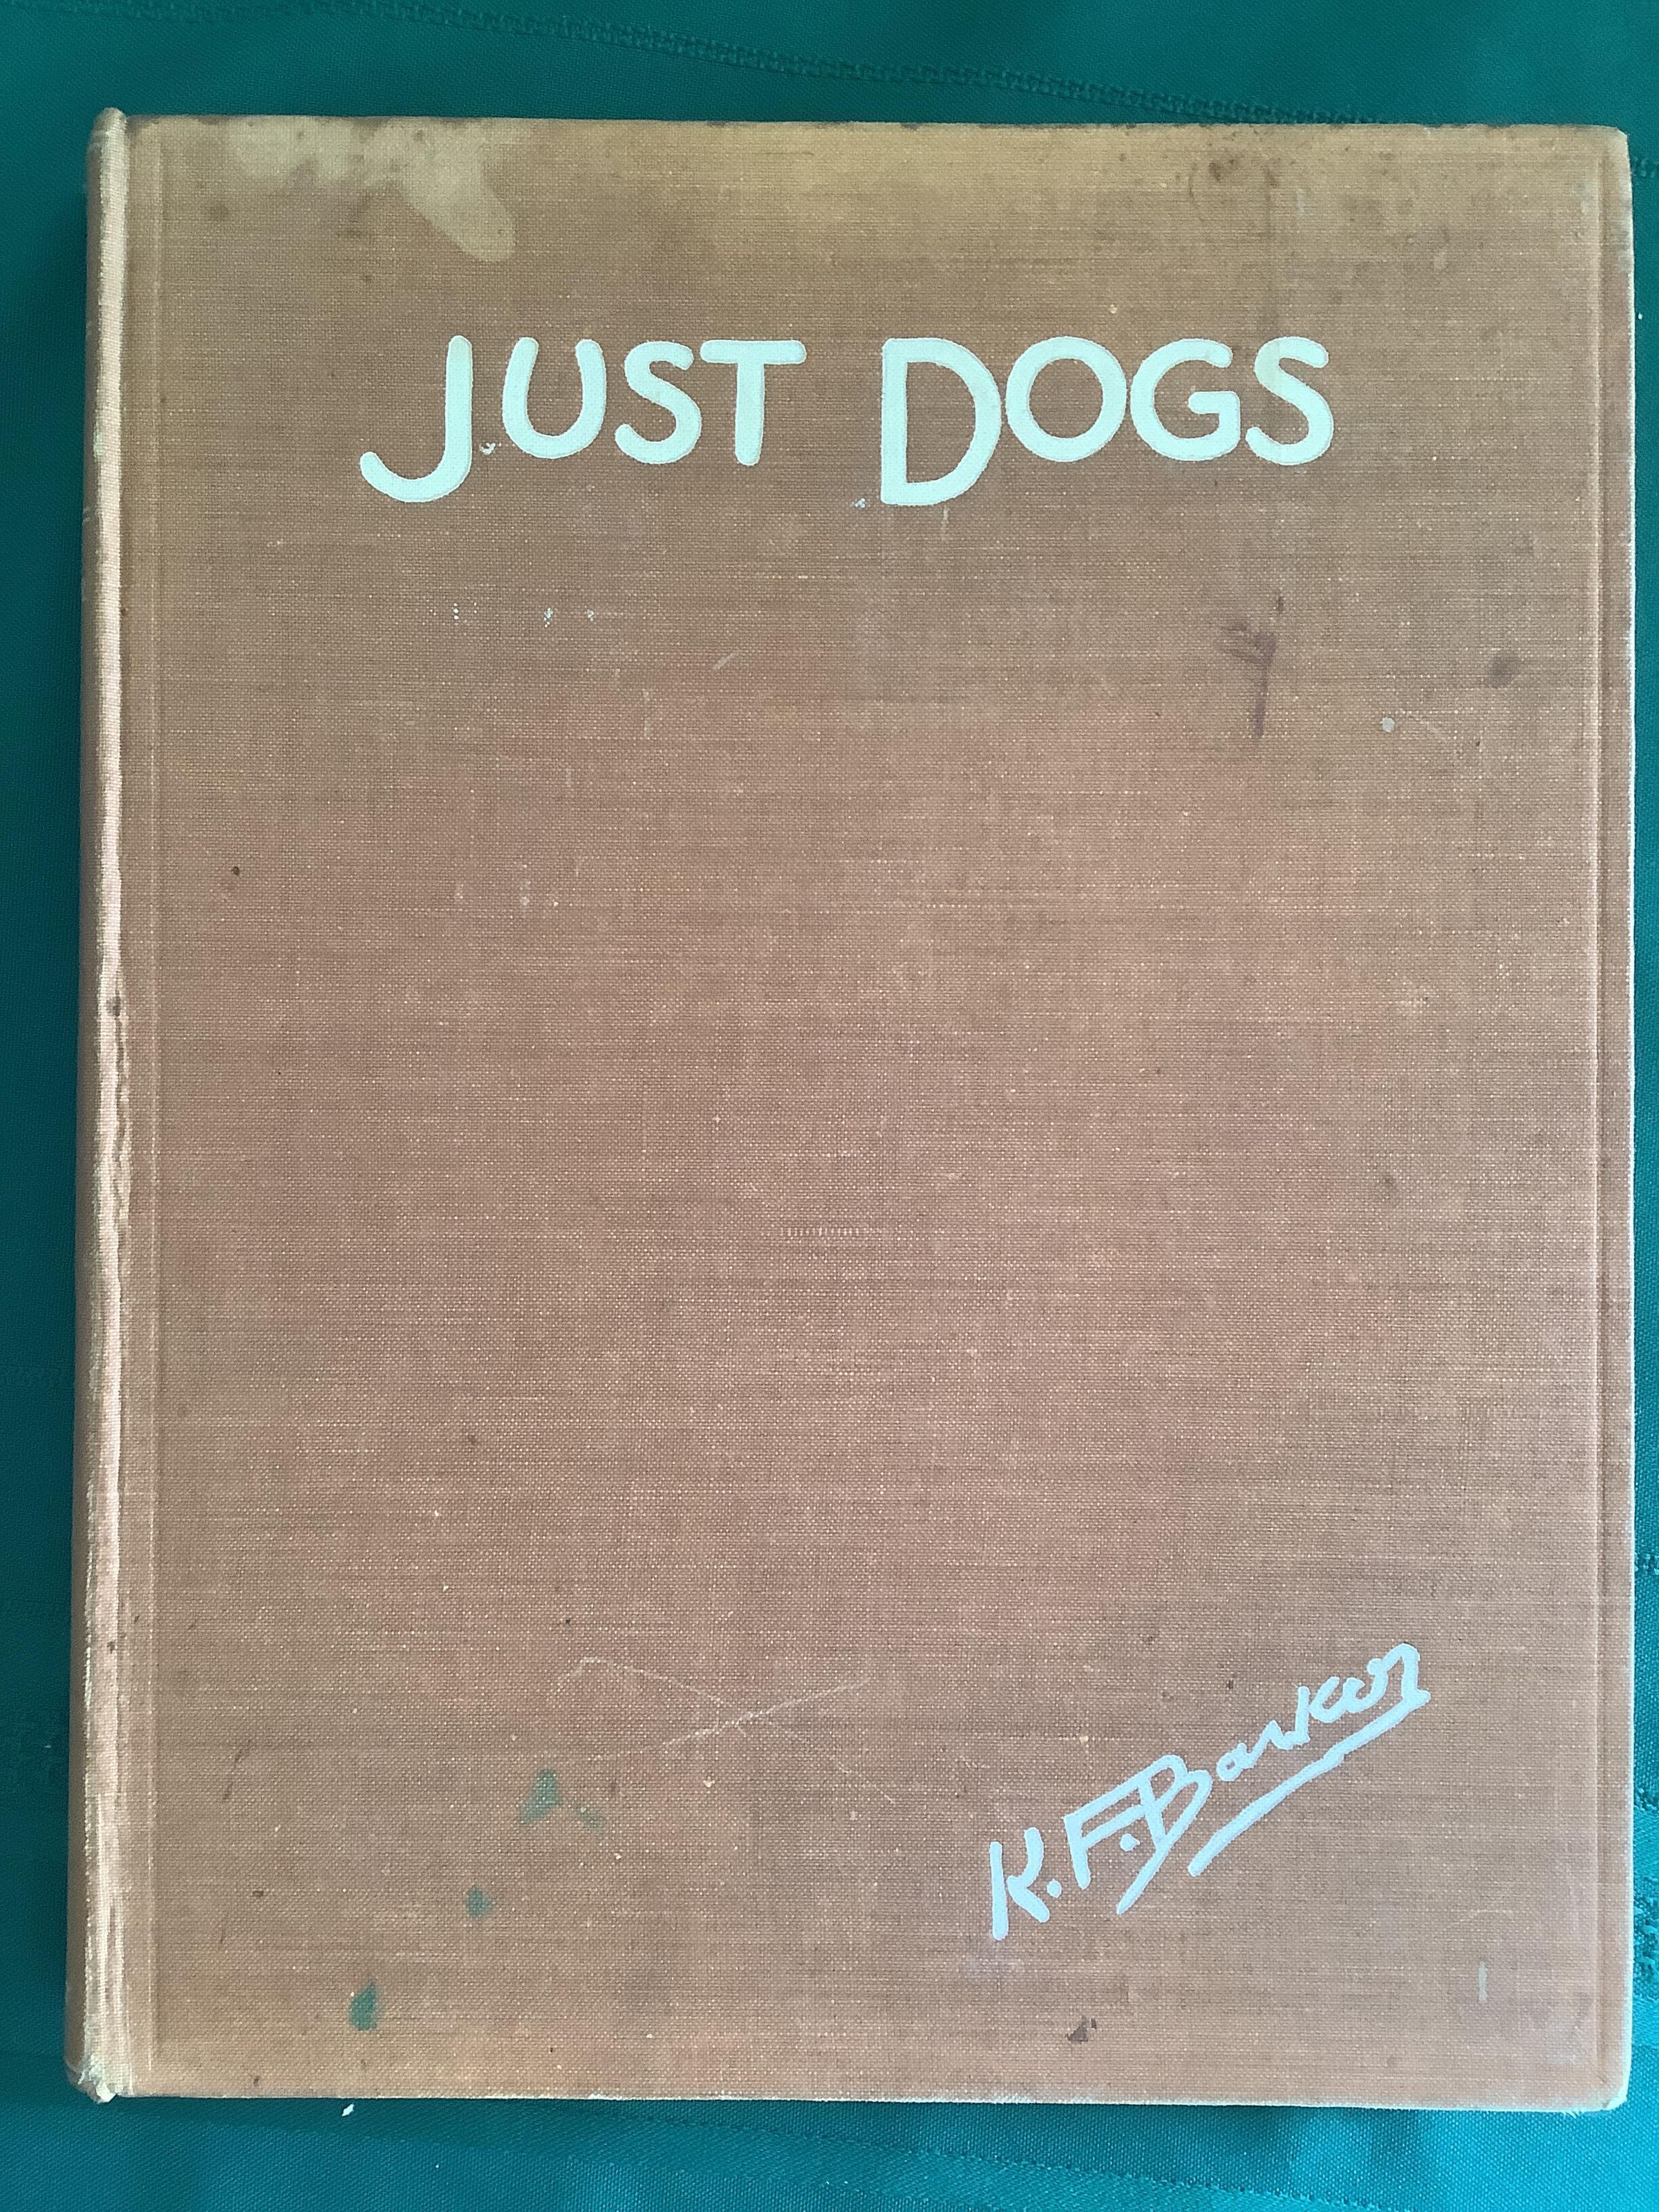 JUST DOGS
K. F. Barker